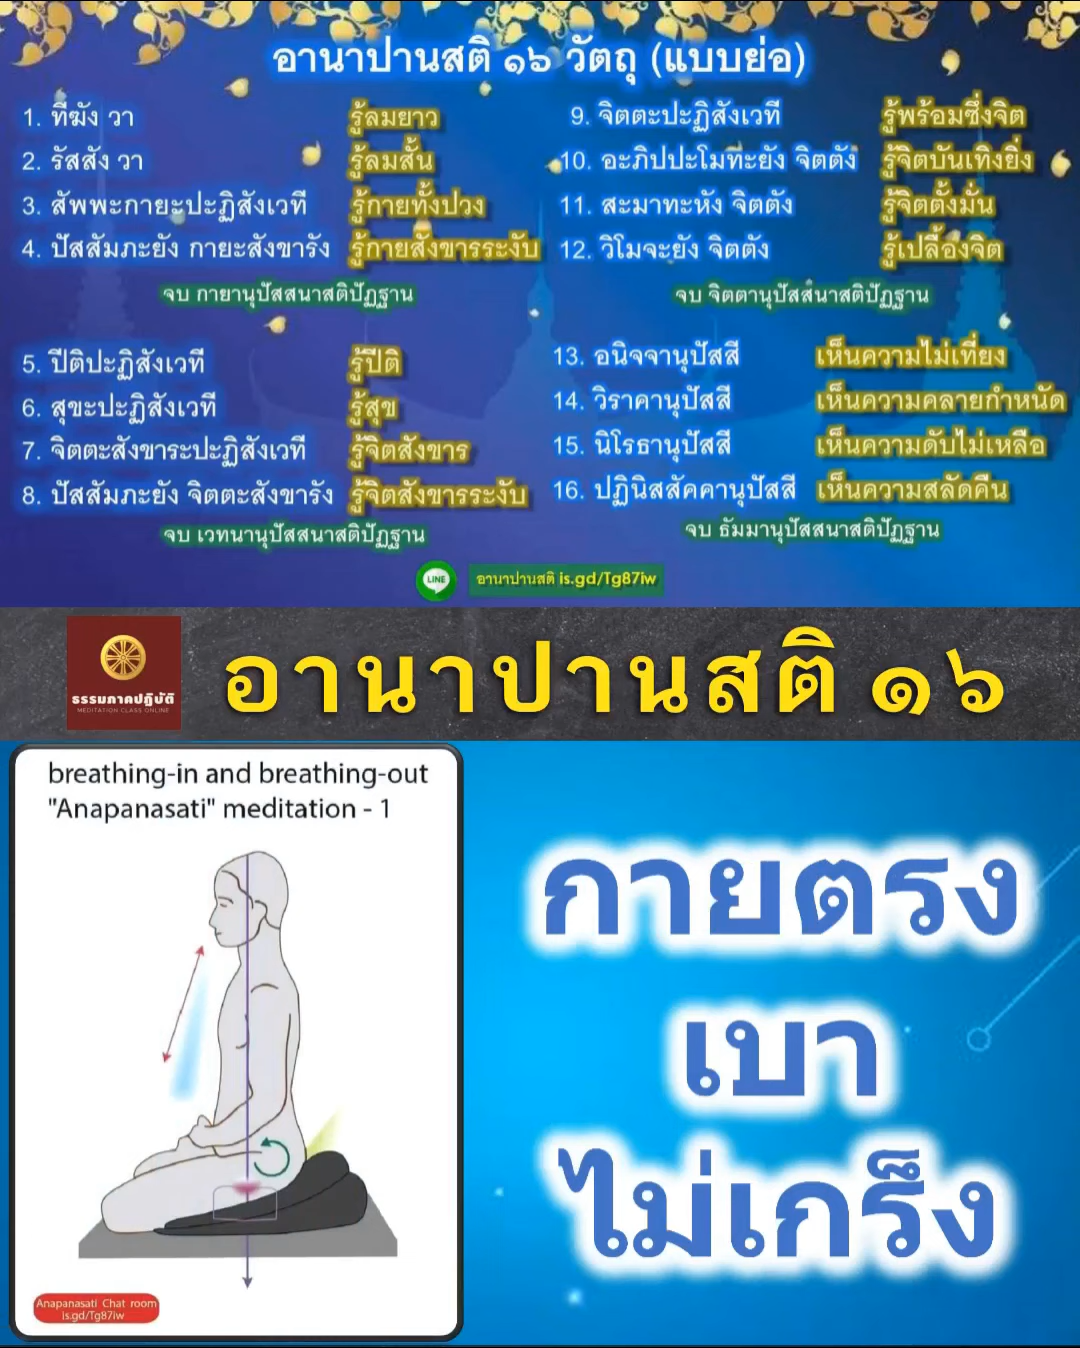 อานาปานสติ ๑๖ วัตถุ (แบบย่อ)
1. ทีฆัง วา รู้ลมยาว
2. รัสสัง วา รู้ลมสั้น
3. สัพพะกายะปะฏิสังเวที รู้กายทั้งปวง
4. ปัสสัมภะยัง กายะสังขารัง รู้กายสังขารระงับ
จบ กายานุปัสสนาสติปัฏฐาน
5. ปีติปะฏิสังเวที รู้ปีติ
6. สุขะปะฏิสังเวที รู้สุข
7. จิตตะสังขาระปะฏิสังเวที รู้จิตสังขาร
8. ปัสสัมภะยัง จิตตะสังขารัง รู้จิตสังขารระงับ
จบ เวทนานุปัสสนาสติปัฏฐาน
9. จิตตะปะฏิสังเวที รู้พร้อมซึ่งจิต
10. อะภิปปะโมทะยัง จิตตัง รู้จิตบันเทิงยิ่ง
11. สะมาทะหัง จิตตัง รู้จิตตั้งมั่น
12. วิโมจะยัง จิตตัง รู้เปลื้องจิต
จบ จิตตานุปัสสนาสติปัฏฐาน
13. อนิจจานุปัสสี เห็นความไม่เที่ยง
14. วิราคานุปัสสี เห็นความคลายกำหนัด
15. นิโรธานุปัสสี เห็นความดับไม่เหลือ
16. ปฏินิสสัคคานุปัสสี เห็นความสลัดคืน
จบ ธัมมานุปัสสนาสติปัฏฐาน
LINE
อานาปานสติ is.gd/Tg87iw
ธรรมภาคปฏิบัติ
MEDITATION CLASS ONLINE
อานาปานสติ ๑๖
breathing-in and breathing-out
"Anapanasati" meditation - 1
Anapanasati Chat room
is.gd/Tg87iw
กายตรง
เบา
ไม่เกร็ง